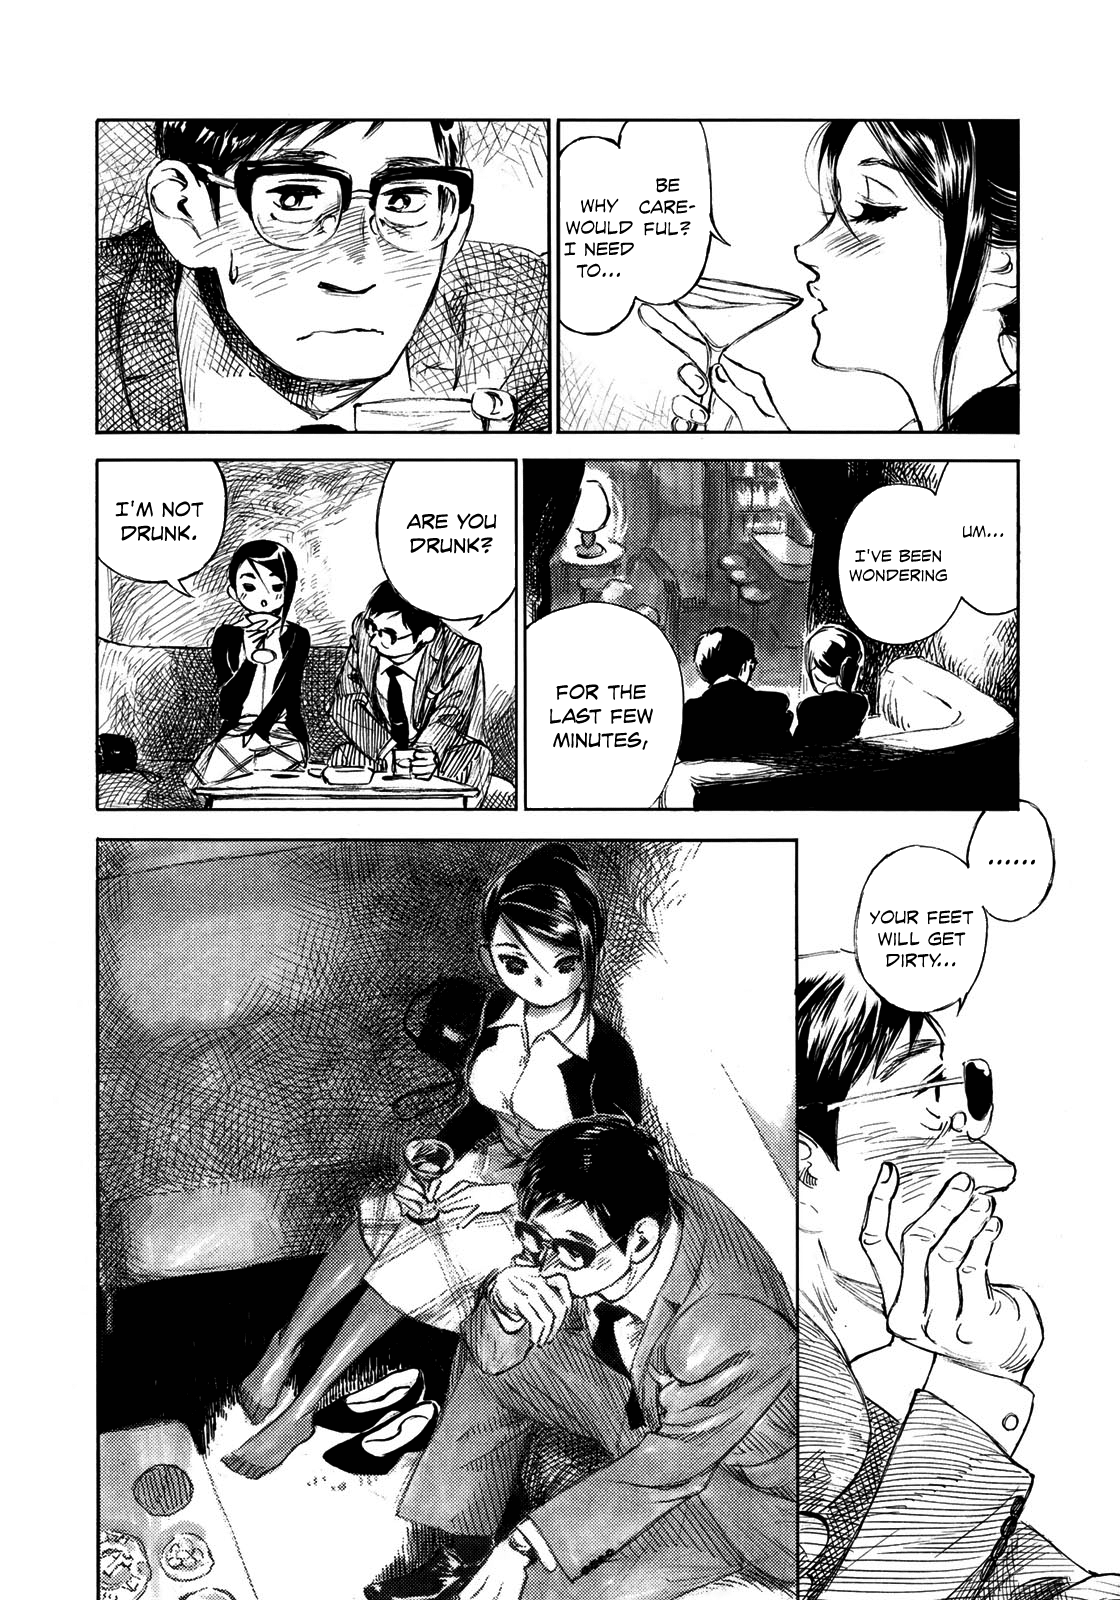 BE
CARE-
FUL?
WHY
WOULD
I NEED
TO...
UM...
I'VE BEEN
WONDERING
FOR THE
LAST FEW
MINUTES,
ARE YOU
DRUNK?
I'M NOT
DRUNK.
......
YOUR FEET
WILL GET
DIRTY...